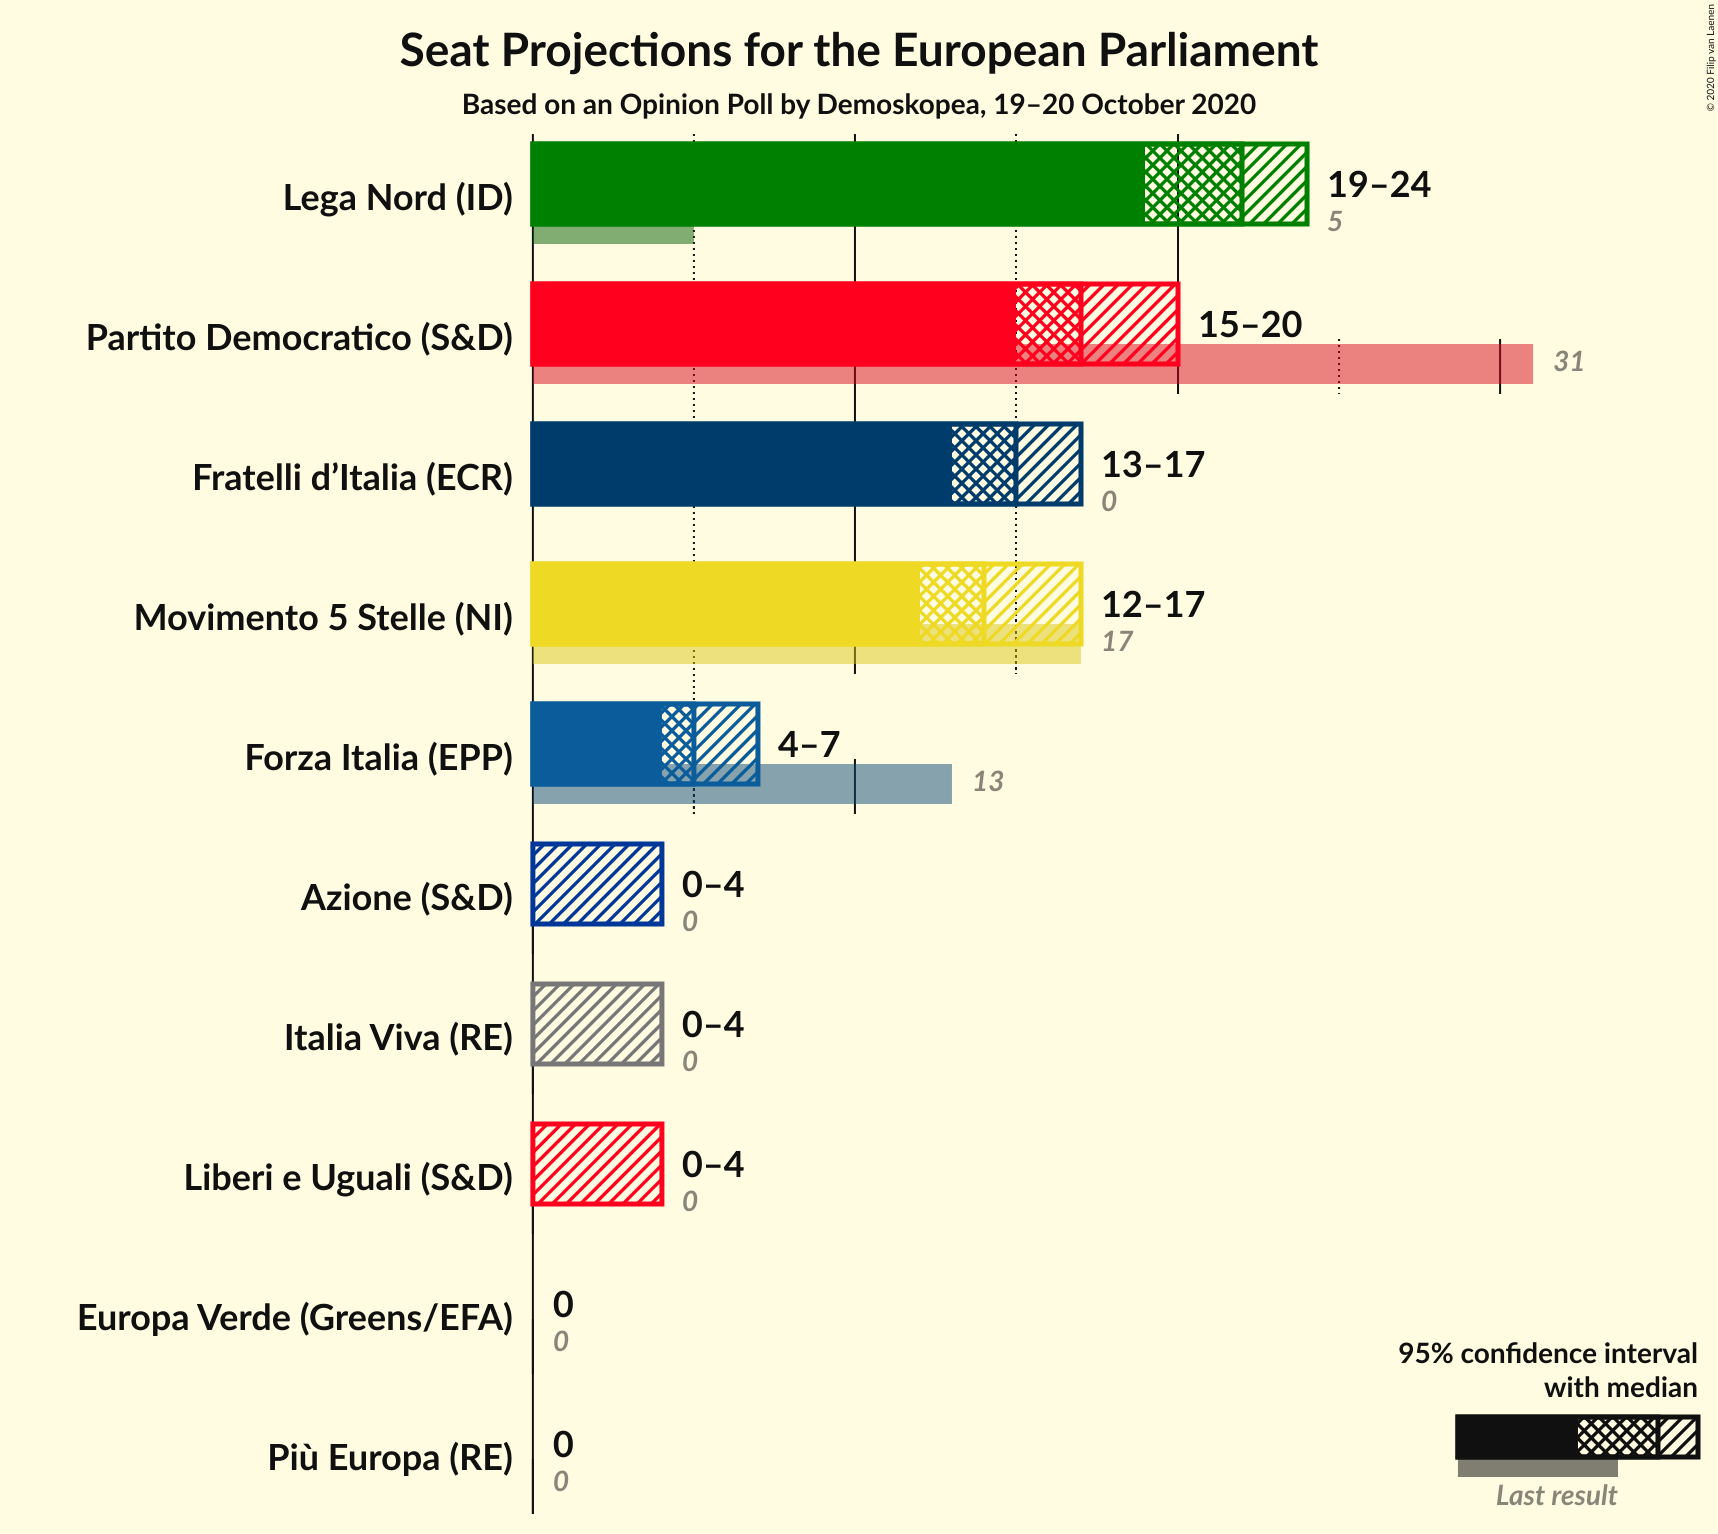 Seat Projections for the European Parliament
Based on an Opinion Poll by Demoskopea, 19–20 October 2020
© 2020 Filip van Laenen
Lega Nord (ID)
19–24
5
Partito Democratico (S&D)
15–20
31
Fratelli d’Italia (ECR)
13–17
0
Movimento 5 Stelle (NI)
12–17
17
Forza Italia (EPP)
4–7
13
Azione (S&D)
0–4
0
Italia Viva (RE)
0–4
0
Liberi e Uguali (S&D)
0–4
0
Europa Verde (Greens/EFA)
0
0
Più Europa (RE)
0
0
95% confidence interval
with median
Last result